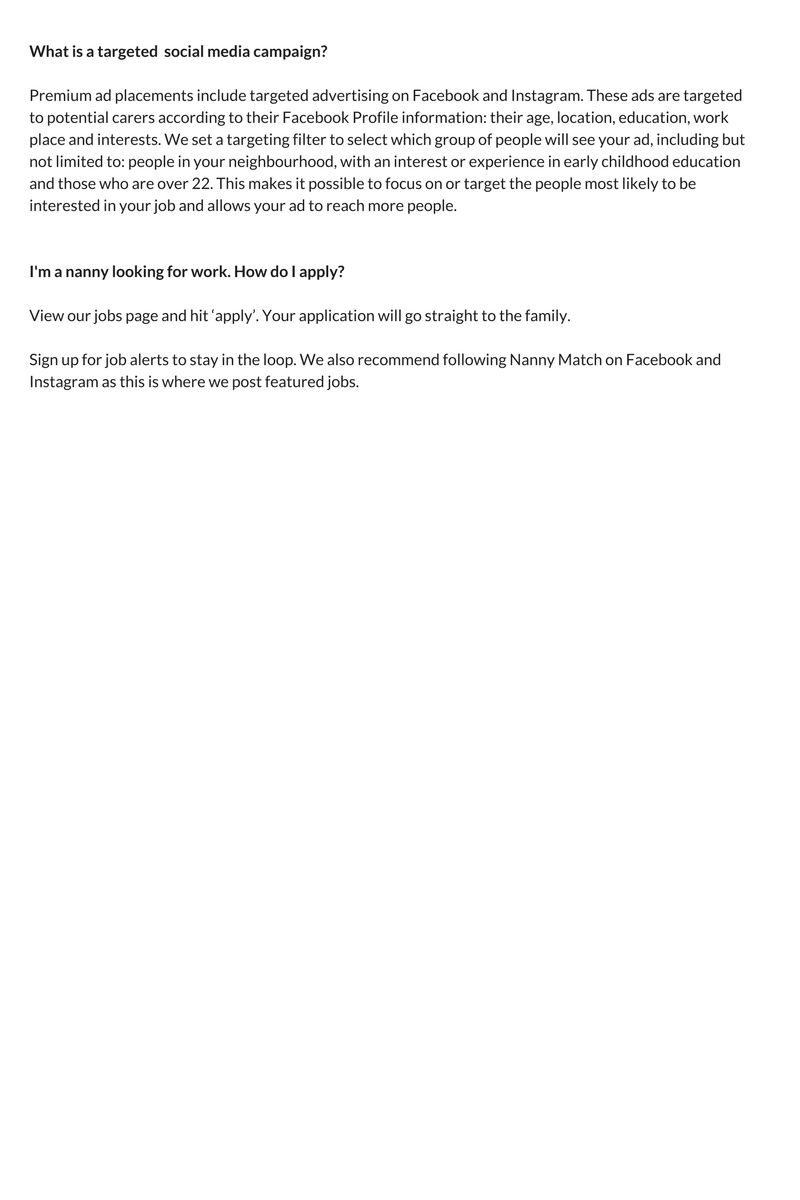 What is a targeted  social media campaign?
Premium ad placements include targeted advertising on Facebook and Instagram. These ads are targeted
to potential carers according to their Facebook Profile information: their age, location, education, work
place and interests. We set a targeting filter to select which group of people will see your ad, including but
not limited to: people in your neighbourhood, with an interest or experience in early childhood education
and those who are over 22. This makes it possible to focus on or target the people most likely to be
interested in your job and allows your ad to reach more people.
I'm a nanny looking for work. How do I apply?
View our jobs page and hit ‘apply’. Your application will go straight to the family.
Sign up for job alerts to stay in the loop. We also recommend following Nanny Match on Facebook and
Instagram as this is where we post featured jobs.